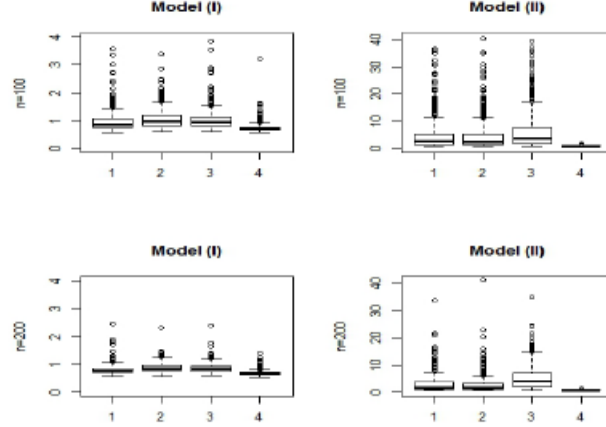 Model (I)
n=100
0 1 2 3 4
1 2 3 4
Model (II)
n=100
0 10 20 30 40
1 2 3 4
Model (I)
n=200
0 1 2 3 4
1 2 3 4
Model (II)
n=200
0 10 20 30 40
1 2 3 4